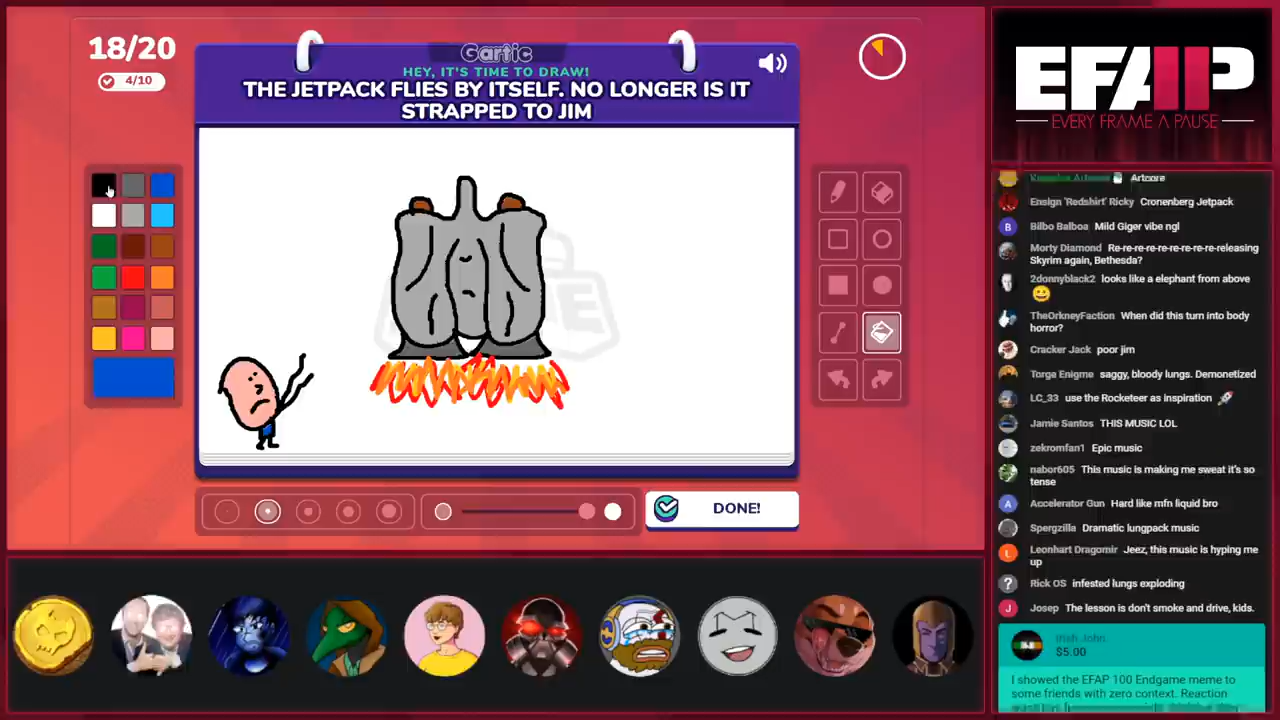 18/20
4/10
Gartic
HEY, IT'S TIME TO DRAW!
THE JETPACK FLIES BY ITSELF. NO LONGER IS IT
STRAPPED TO JIM
DONE!
EFAP
EVERY FRAME A PAUSE
Artcore
Ensign 'Redshirt' Ricky Cronenberg Jetpack
Bilbo Balboa Mild Giger vibe ngl
Morty Diamond Re-re-re-re-re-re-re-re-releasing
Skyrim again, Bethesda?
2donnyblack2 looks like a elephant from above
TheOrkneyFaction When did this turn into body
horror?
Cracker Jack poor jim
Torge Enigme saggy, bloody lungs. Demonetized
LC_33 use the Rocketeer as inspiration
Jamie Santos THIS MUSIC LOL
zekromfan1 Epic music
nabor605 This music is making me sweat it's so
tense
Accelerator Gun Hard like mfn liquid bro
Spergzilla Dramatic lungpack music
Leonhart Dragomir Jeez, this music is hyping me
up
Rick OS infested lungs exploding
Josep The lesson is don't smoke and drive, kids.
Irish John
$5.00
I showed the EFAP 100 Endgame meme to
some friends with zero context. Reaction